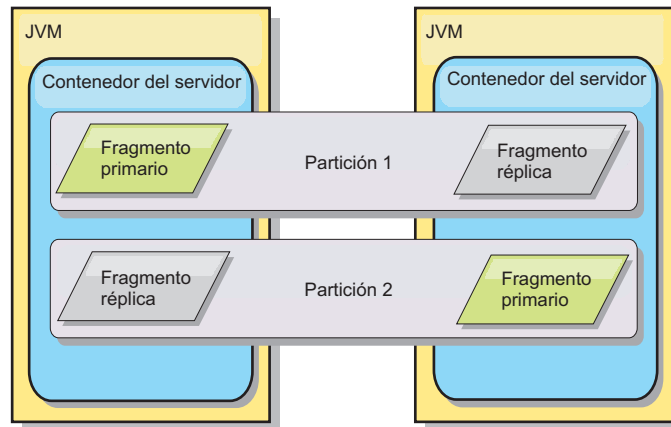 JVM
JVM
Contenedor del servidor
Contenedor del servidor
Fragmento
primario
Partición 1
Fragmento
réplica
Fragmento
réplica
Partición 2
Fragmento
primario